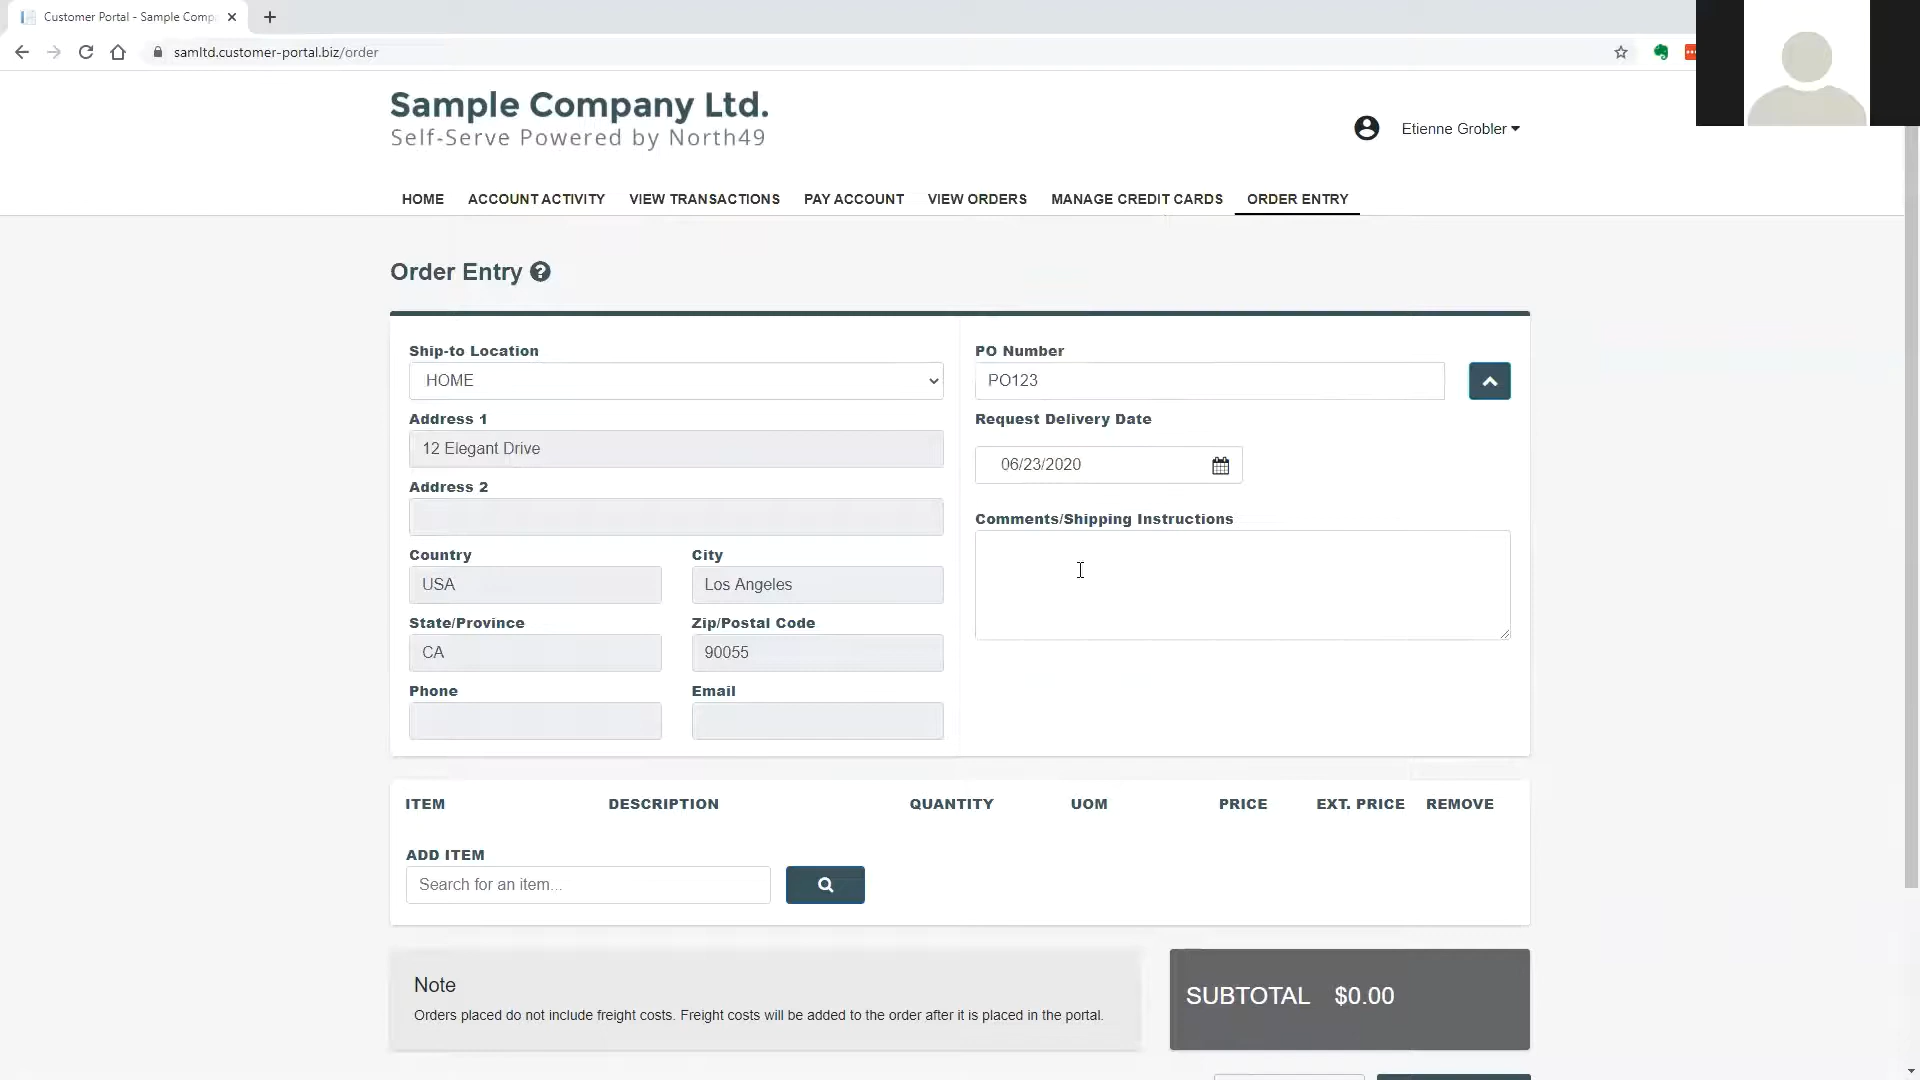 Customer Portal - Sample Comp
samltd.customer-portal.biz/order
Sample Company Ltd.
Self-Serve Powered by North49
Etienne Grobler
HOME ACCOUNT ACTIVITY VIEW TRANSACTIONS PAY ACCOUNT VIEW ORDERS MANAGE CREDIT CARDS ORDER ENTRY
Order Entry
Ship-to Location
HOME
Address 1
12 Elegant Drive
Address 2
Country City
USA Los Angeles
State/Province Zip/Postal Code
CA 90055
Phone Email
PO Number
PO123
Request Delivery Date
06/23/2020
Comments/Shipping Instructions
ITEM DESCRIPTION QUANTITY UOM PRICE EXT. PRICE REMOVE
ADD ITEM
Search for an item...
Note
Orders placed do not include freight costs. Freight costs will be added to the order after it is placed in the portal.
SUBTOTAL $0.00